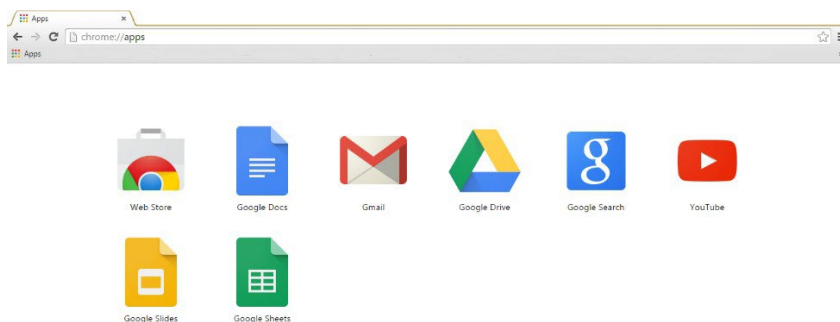 Apps
chrome://apps
Apps
Web Store
Google Docs
Gmail
Google Drive
Google Search
YouTube
Google Slides
Google Sheets